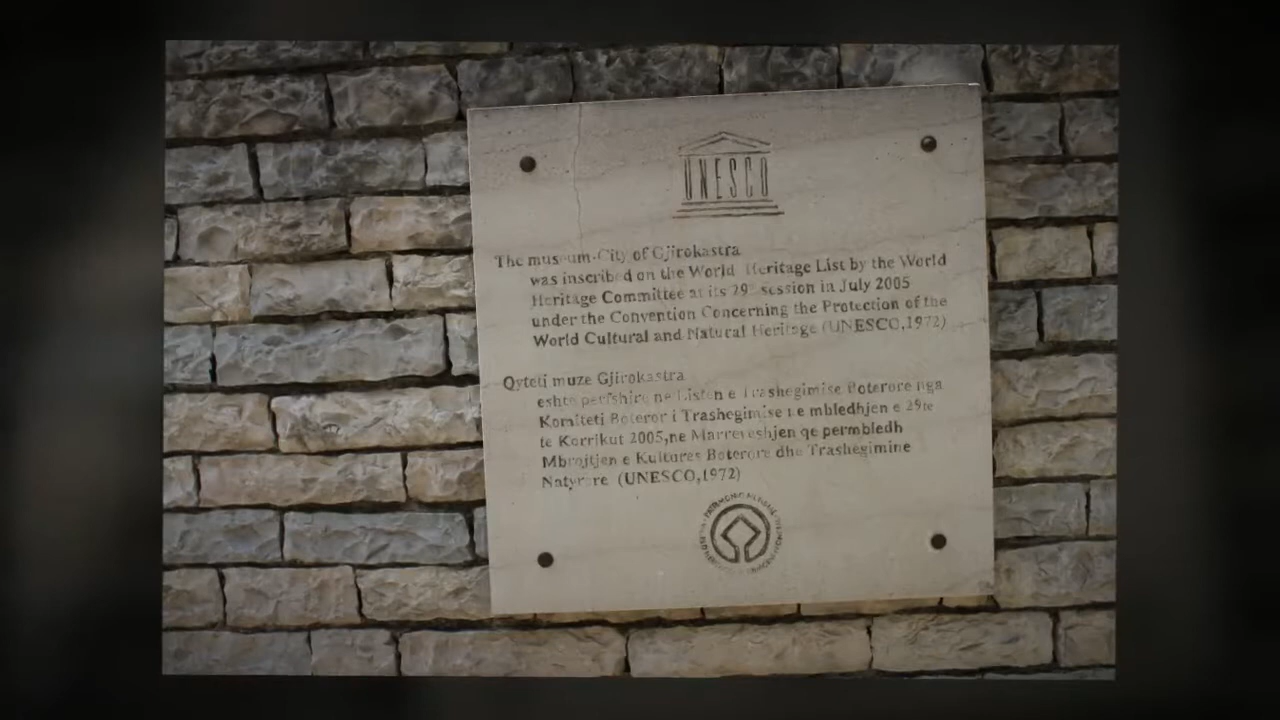 UNESCO
The museum-City of Gjirokastra
was inscribed on the World Heritage List by the World
Heritage Committee at its 29th session in July 2005
under the Convention Concerning the Protection of the
World Cultural and Natural Heritage (UNESCO,1972)
Qyteti muze Gjirokastra
eshte perfshire ne Listen e Trashegimise Boterore nga
Komiteti Boteror i Trashegimise ne mbledhjen e 29te
te Korrikut 2005,ne Marreveshjen qe permbledh
Mbrojtjen e Kultures Boterore dhe Trashegimine
Natyrore (UNESCO,1972)